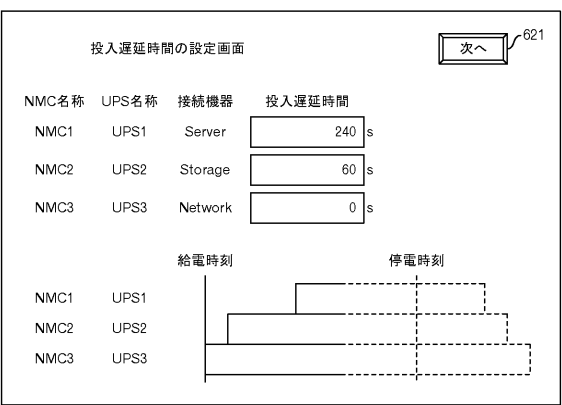 投入遅延時間の設定画面
次へ
621
NMC名称 UPS名称 接続機器 投入遅延時間
NMC1 UPS1 Server 240 s
NMC2 UPS2 Storage 60 s
NMC3 UPS3 Network 0 s
給電時刻 停電時刻
NMC1 UPS1
NMC2 UPS2
NMC3 UPS3